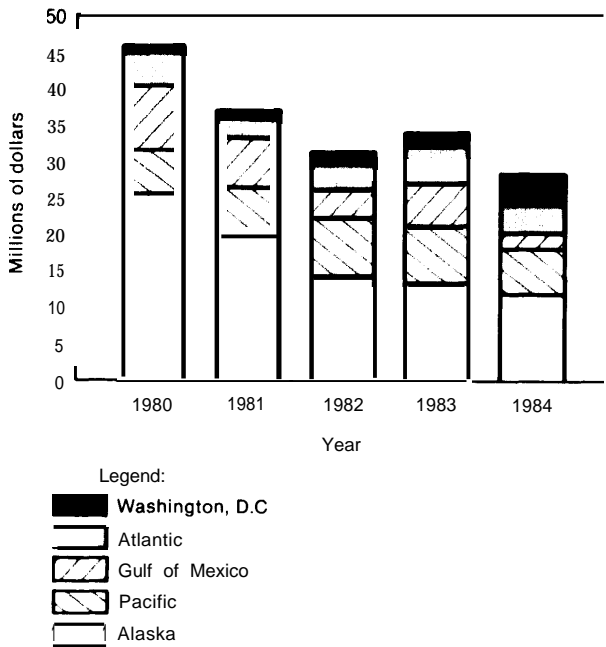 Millions of dollars
50
45
40
35
30
25
20
15
10
5
0
1980 1981 1982 1983 1984
Year
Legend:
Washington, D.C
Atlantic
Gulf of Mexico
Pacific
Alaska